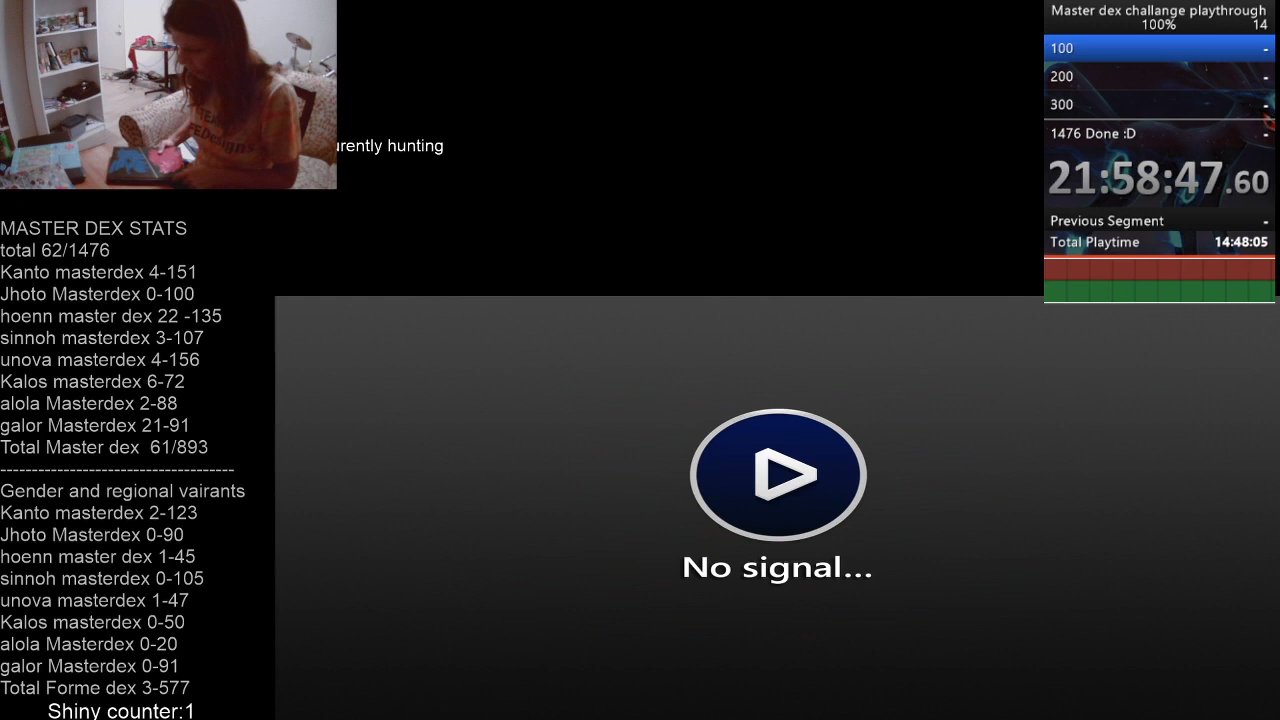 urently hunting
MASTER DEX STATS
total 62/1476
Kanto masterdex 4-151
Jhoto Masterdex 0-100
hoenn master dex 22 -135
sinnoh masterdex 3-107
unova masterdex 4-156
Kalos masterdex 6-72
alola Masterdex 2-88
galor Masterdex 21-91
Total Master dex  61/893
------------------------------------
Gender and regional vairants
Kanto masterdex 2-123
Jhoto Masterdex 0-90
hoenn master dex 1-45
sinnoh masterdex 0-105
unova masterdex 1-47
Kalos masterdex 0-50
alola Masterdex 0-20
galor Masterdex 0-91
Total Forme dex 3-577
Shiny counter:1
No signal...
Master dex challange playthrough
100% 14
100 -
200 -
300 -
1476 Done :D -
21:58:47.60
Previous Segment -
Total Playtime 14:48:05